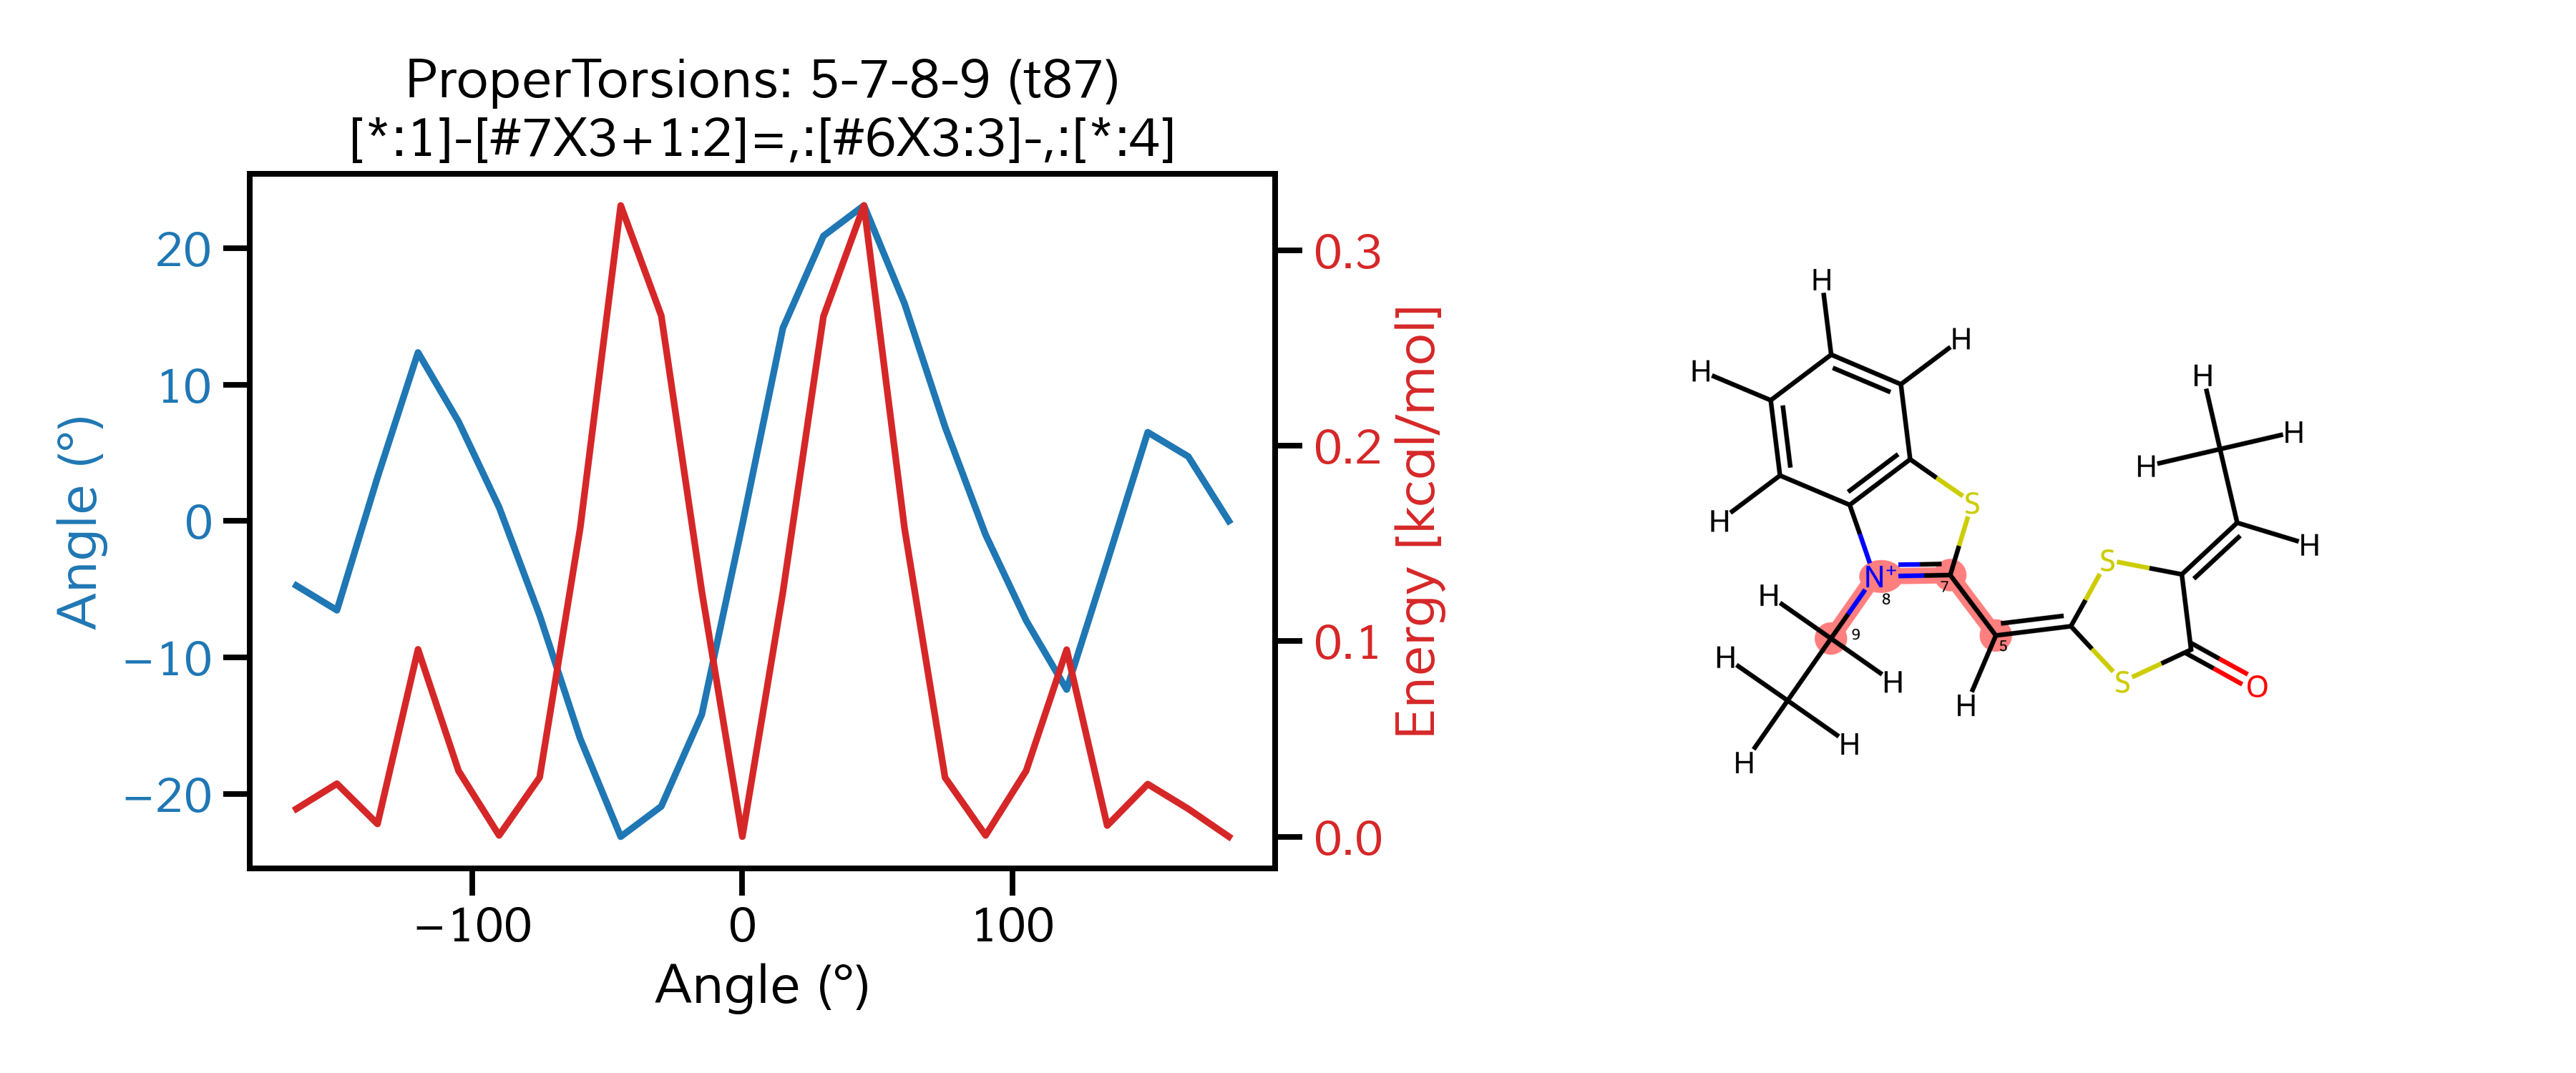 ProperTorsions: 5-7-8-9 (t87)
[*:1]-[#7X3+1:2]=,:[#6X3:3]-,:[*:4]
Angle (°)
20
10
0
−10
−20
−100
0
100
Angle (°)
0.3
0.2
0.1
0.0
Energy [kcal/mol]
H
H
H
H
H
H
H
S
H
S
H
N+
8
7
H
9
5
H
H
S
O
H
H
H